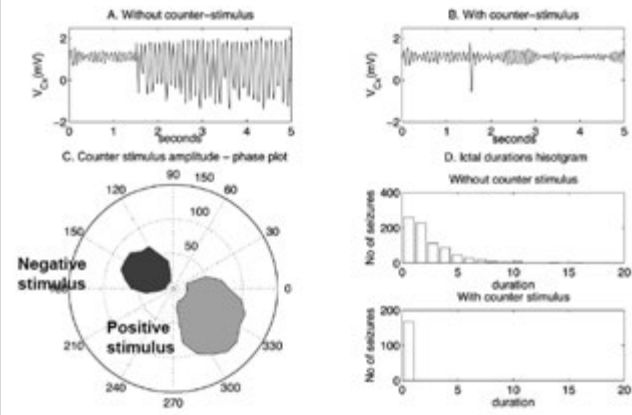 A. Without counter-stimulus
2
0
-2
V_Cx(mV)
0 1 2 3 4 5
seconds
B. With counter-stimulus
2
0
-2
V_Cx(mV)
0 1 2 3 4 5
seconds
C. Counter stimulus amplitude - phase plot
90
150
120
60
100
150
30
50
Negative
stimulus
180
0
Positive
stimulus
210
330
240
300
270
D. Ictal durations hisotgram
Without counter stimulus
400
200
0
No of seizures
0 5 10 15 20
duration
With counter stimulus
200
100
0
No of seizures
0 5 10 15 20
duration